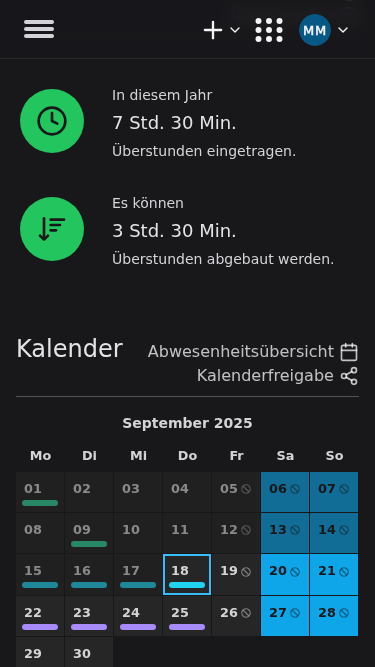 MM
In diesem Jahr
7 Std. 30 Min.
Überstunden eingetragen.
Es können
3 Std. 30 Min.
Überstunden abgebaut werden.
Kalender
Abwesenheitsübersicht
Kalenderfreigabe
September 2025
Mo Di Mi Do Fr Sa So
01 02 03 04 05 06 07
08 09 10 11 12 13 14
15 16 17 18 19 20 21
22 23 24 25 26 27 28
29 30